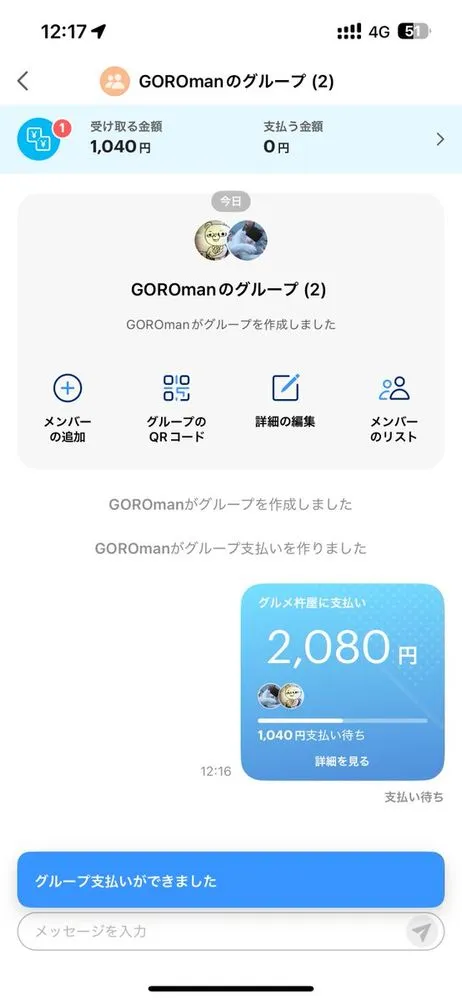 12:17
4G
51
GOROmanのグループ (2)
1
受け取る金額
支払う金額
1,040 円
0 円
今日
GOROmanのグループ (2)
GOROmanがグループを作成しました
メンバー
の追加
グループの
QRコード
詳細の編集
メンバー
のリスト
GOROmanがグループを作成しました
GOROmanがグループ支払いを作りました
グルメ杵屋に支払い
2,080 円
1,040 円支払い待ち
詳細を見る
12:16
支払い待ち
グループ支払いができました
メッセージを入力